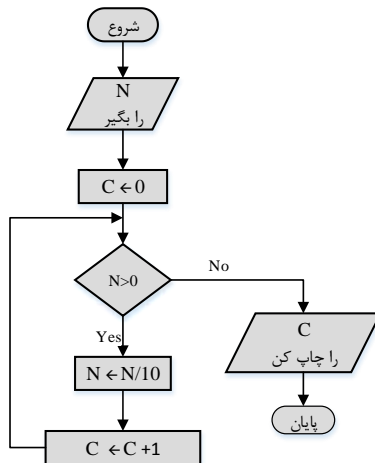 شروع
N
را بگیر
C ← 0
N>0
No
Yes
N ← N/10
C ← C +1
C
را چاپ کن
پایان